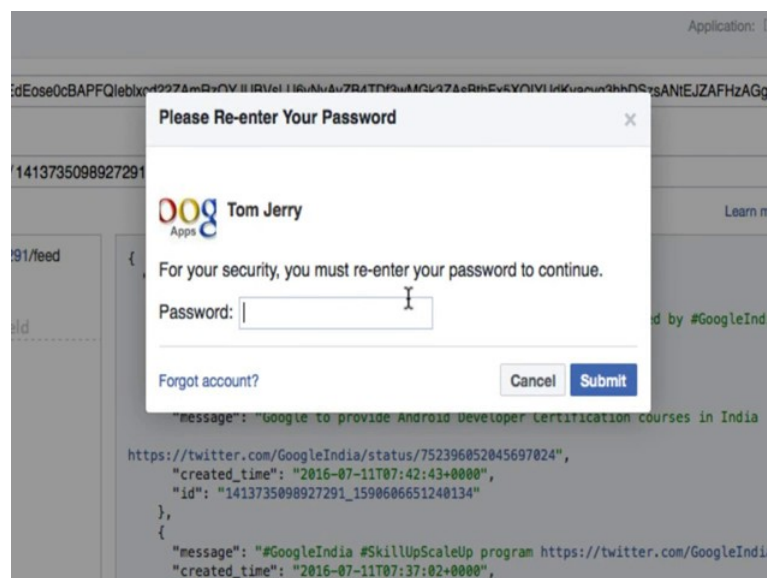 Application:
Please Re-enter Your Password
/1413735098927291
oog
Apps
Tom Jerry
Learn
291/feed
{
For your security, you must re-enter your password to continue.
Password:
d by #GoogleInd
Forgot account?
Cancel
Submit
"message": "Google to provide Android Developer Certification courses in India
https://twitter.com/GoogleIndia/status/752396052045697024",
"created_time": "2016-07-11T07:42:43+0000",
"id": "1413735098927291_1590606651240134"
},
{
"message": "#GoogleIndia #SkillUpScaleUp program https://twitter.com/GoogleIndi
"created_time": "2016-07-11T07:37:02+0000",